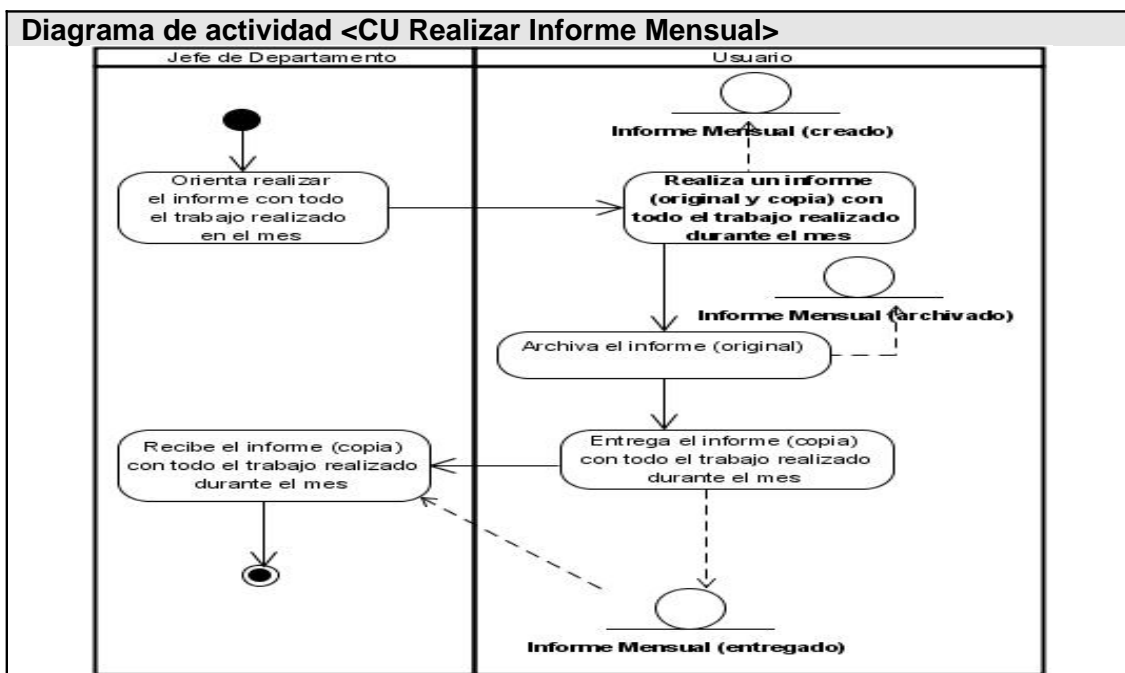 Diagrama de actividad <CU Realizar Informe Mensual>
Jefe de Departamento
Usuario
Informe Mensual (creado)
Orienta realizar
el informe con todo
el trabajo realizado
en el mes
Realiza un informe
(original y copia) con
todo el trabajo realizado
durante el mes
Informe Mensual (archivado)
Archiva el informe (original)
Recibe el informe (copia)
con todo el trabajo realizado
durante el mes
Entrega el informe (copia)
con todo el trabajo realizado
durante el mes
Informe Mensual (entregado)